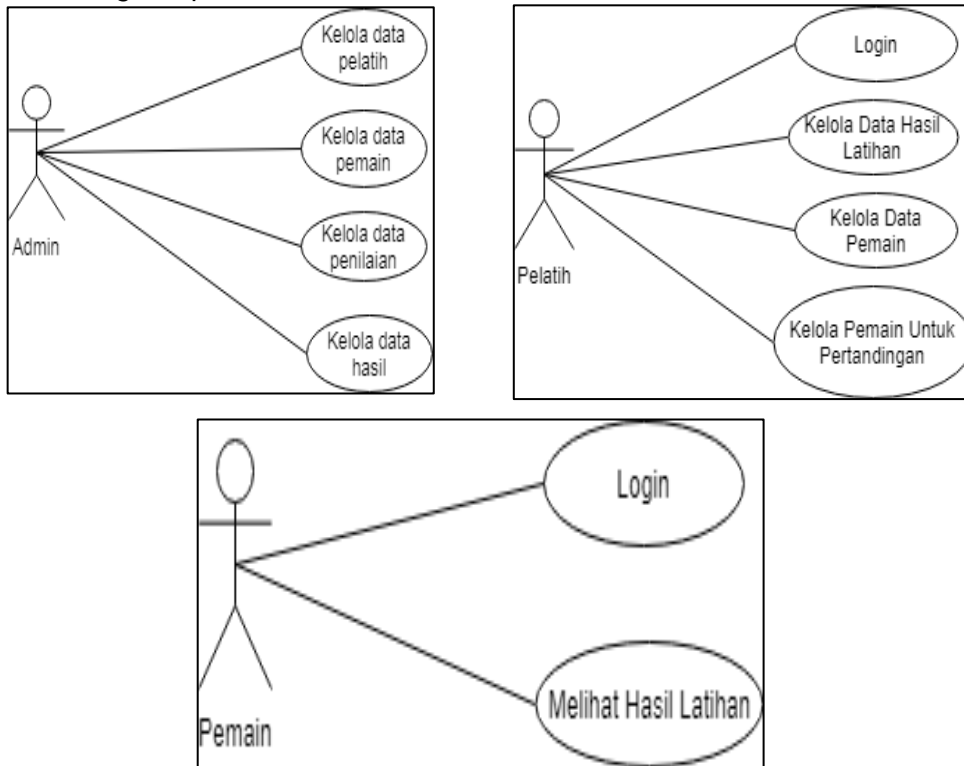 Kelola data
pelatih
Kelola data
pemain
Kelola data
penilaian
Kelola data
hasil
Admin
Login
Kelola Data Hasil
Latihan
Kelola Data
Pemain
Kelola Pemain Untuk
Pertandingan
Pelatih
Login
Melihat Hasil Latihan
Pemain